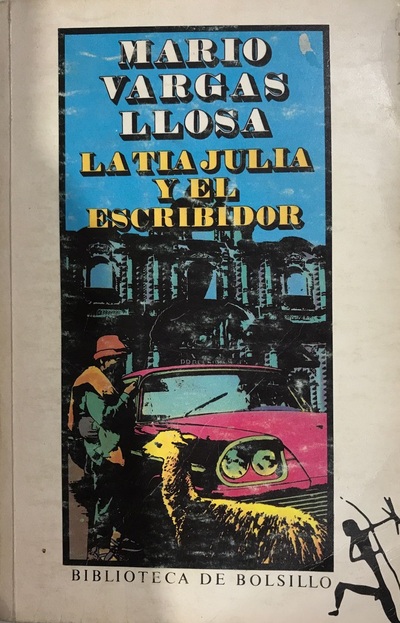 MARIO
VARGAS
LLOSA
LA TIA JULIA
Y EL
ESCRIBIDOR
BIBLIOTECA DE BOLSILLO